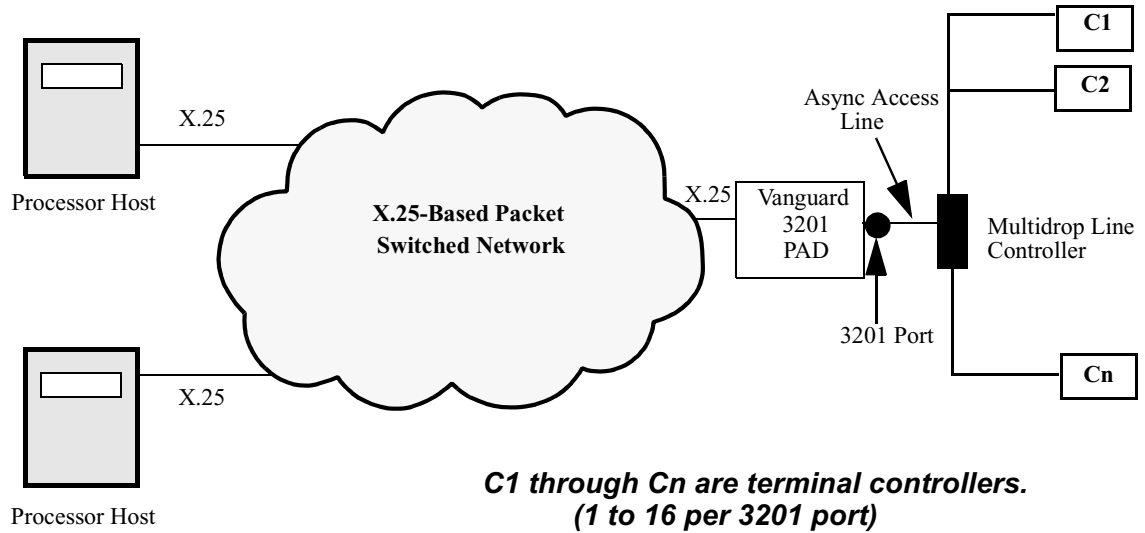 C1
C2
Async Access
Line
X.25
Processor Host
X.25-Based Packet
Switched Network
X.25
Vanguard
3201
PAD
Multidrop Line
Controller
3201 Port
Cn
X.25
Processor Host
C1 through Cn are terminal controllers.
(1 to 16 per 3201 port)